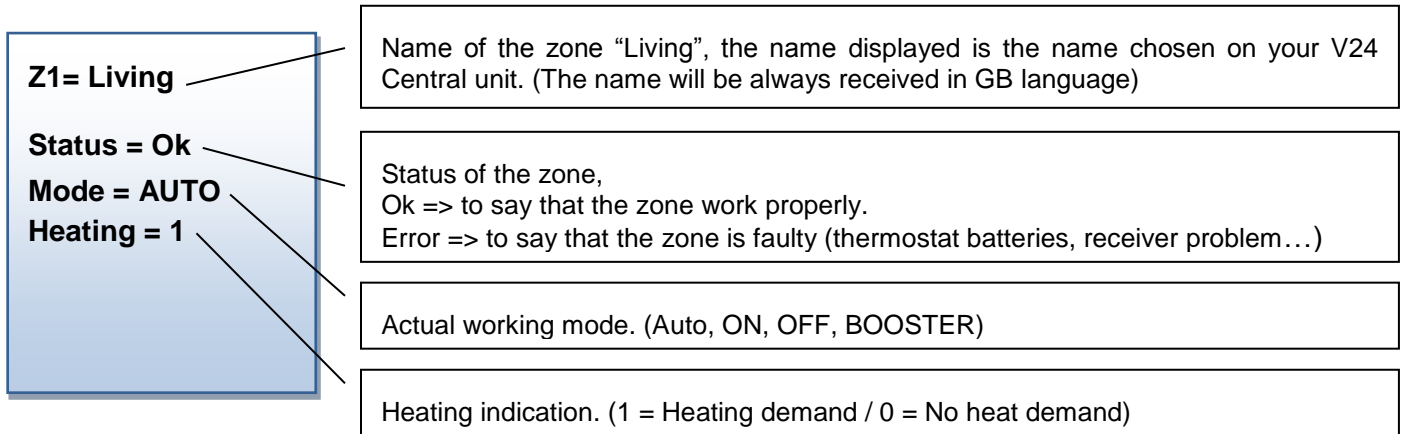 Z1= Living
Status = Ok
Mode = AUTO
Heating = 1
Name of the zone “Living”, the name displayed is the name chosen on your V24
Central unit. (The name will be always received in GB language)
Status of the zone,
Ok => to say that the zone work properly.
Error => to say that the zone is faulty (thermostat batteries, receiver problem…)
Actual working mode. (Auto, ON, OFF, BOOSTER)
Heating indication. (1 = Heating demand / 0 = No heat demand)